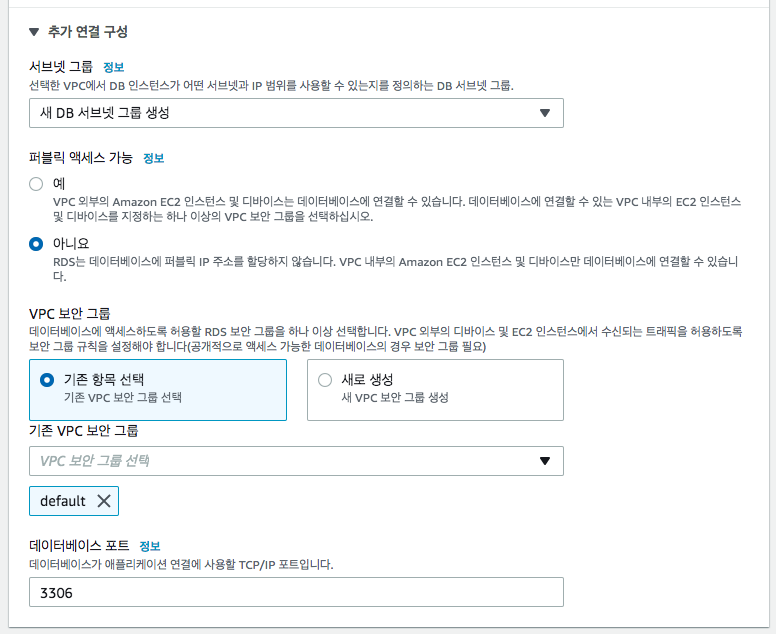 추가 연결 구성
서브넷 그룹 정보
선택한 VPC에서 DB 인스턴스가 어떤 서브넷과 IP 범위를 사용할 수 있는지를 정의하는 DB 서브넷 그룹.
새 DB 서브넷 그룹 생성
퍼블릭 액세스 가능 정보
예
VPC 외부의 Amazon EC2 인스턴스 및 디바이스는 데이터베이스에 연결할 수 있습니다. 데이터베이스에 연결할 수 있는 VPC 내부의 EC2 인스턴스
및 디바이스를 지정하는 하나 이상의 VPC 보안 그룹을 선택하십시오.
아니요
RDS는 데이터베이스에 퍼블릭 IP 주소를 할당하지 않습니다. VPC 내부의 Amazon EC2 인스턴스 및 디바이스만 데이터베이스에 연결할 수 있습니
다.
VPC 보안 그룹
데이터베이스에 액세스하도록 허용할 RDS 보안 그룹을 하나 이상 선택합니다. VPC 외부의 디바이스 및 EC2 인스턴스에서 수신되는 트래픽을 허용하도록
보안 그룹 규칙을 설정해야 합니다(공개적으로 액세스 가능한 데이터베이스의 경우 보안 그룹 필요)
기존 항목 선택
기존 VPC 보안 그룹 선택
새로 생성
새 VPC 보안 그룹 생성
기존 VPC 보안 그룹
VPC 보안 그룹 선택
default
데이터베이스 포트 정보
데이터베이스가 애플리케이션 연결에 사용할 TCP/IP 포트입니다.
3306